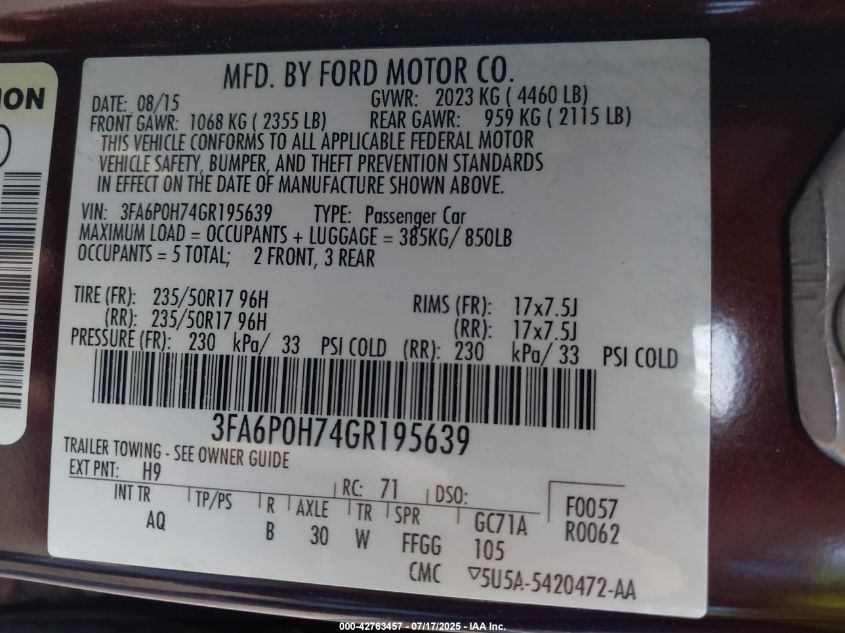 ION
MFD. BY FORD MOTOR CO.
DATE: 08/15 GVWR: 2023 KG ( 4460 LB)
FRONT GAWR: 1068 KG ( 2355 LB) REAR GAWR: 959 KG ( 2115 LB)
THIS VEHICLE CONFORMS TO ALL APPLICABLE FEDERAL MOTOR
VEHICLE SAFETY, BUMPER, AND THEFT PREVENTION STANDARDS
IN EFFECT ON THE DATE OF MANUFACTURE SHOWN ABOVE.
VIN: 3FA6P0H74GR195639 TYPE: Passenger Car
MAXIMUM LOAD = OCCUPANTS + LUGGAGE = 385KG/ 850LB
OCCUPANTS = 5 TOTAL; 2 FRONT, 3 REAR
TIRE (FR): 235/50R17 96H RIMS (FR): 17x7.5J
(RR): 235/50R17 96H (RR): 17x7.5J
PRESSURE (FR): 230 kPa/ 33 PSI COLD (RR): 230 kPa/ 33 PSI COLD
3FA6P0H74GR195639
TRAILER TOWING - SEE OWNER GUIDE
EXT PNT: H9 RC: 71 DSO: F0057
INT TR TP/PS R AXLE TR SPR GC71A R0062
AQ B 30 W FFGG 105
CMC ▽5U5A-5420472-AA
000-42763457 - 07/17/2025 - IAA Inc.